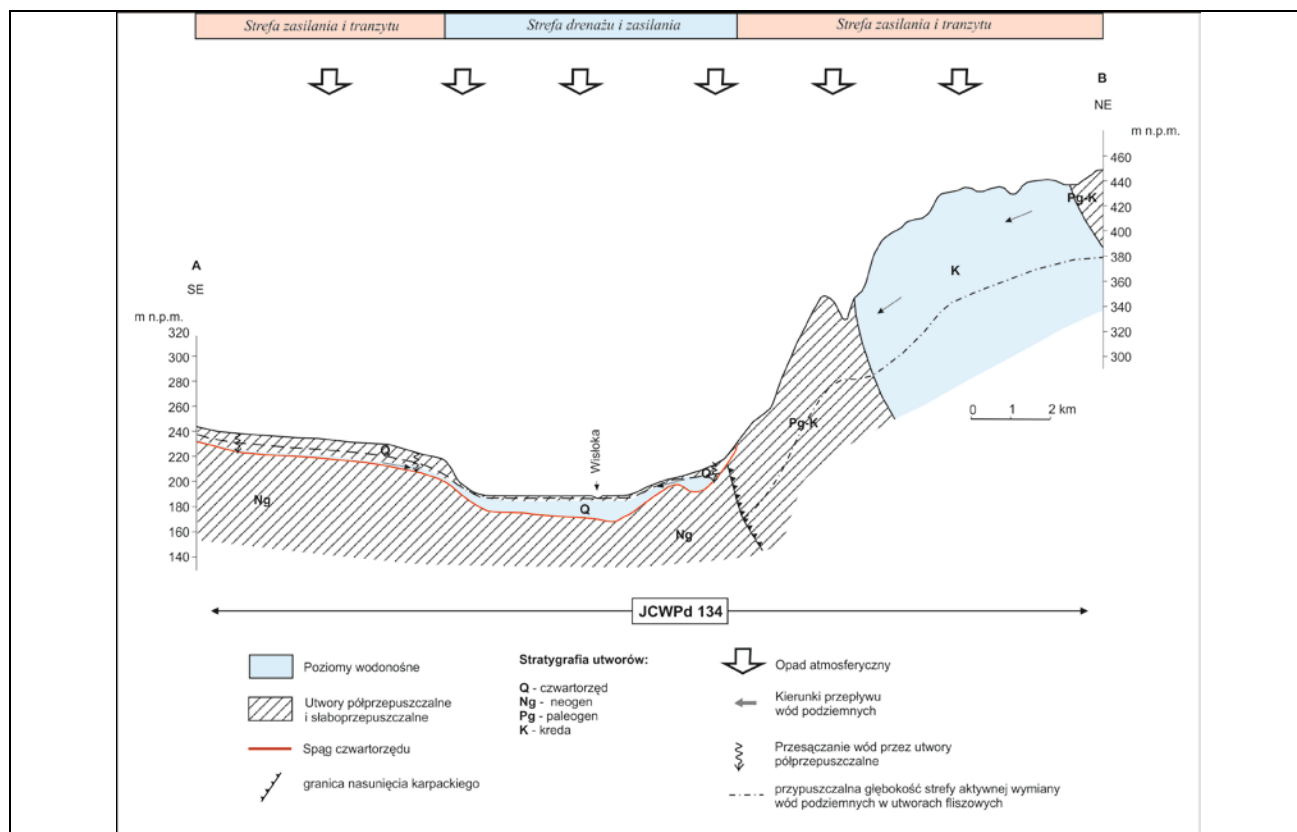 Strefa zasilania i tranzytu
Strefa drenażu i zasilania
Strefa zasilania i tranzytu
B
NE
m n.p.m.
460
440
420
400
380
360
340
320
300
Pg-K
K
A
SE
m n.p.m.
320
300
280
260
240
220
200
180
160
140
0 1 2 km
Pg-K
Wisłoka
Q
Q
Q
Ng
Ng
JCWPd 134
Poziomy wodonośne
Utwory półprzepuszczalne
i słaboprzepuszczalne
Spąg czwartorzędu
granica nasunięcia karpackiego
Stratygrafia utworów:
Q - czwartorzęd
Ng - neogen
Pg - paleogen
K - kreda
Opad atmosferyczny
Kierunki przepływu
wód podziemnych
Przesączanie wód przez utwory
półprzepuszczalne
przypuszczalna głębokość strefy aktywnej wymiany
wód podziemnych w utworach fliszowych